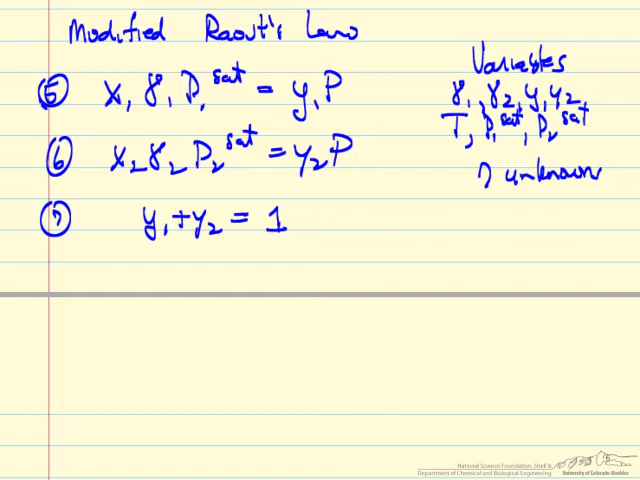 Modified Raoult's Law
⑤ x₁ γ₁ P₁ˢᵃᵗ = y₁P
⑥ x₂ γ₂ P₂ˢᵃᵗ = y₂P
⑦ y₁ + y₂ = 1
Variables
γ₁, γ₂, y₁, y₂,
T, P₁ˢᵃᵗ, P₂ˢᵃᵗ
7 unknowns
National Science Foundation, Shell &
Department of Chemical and Biological Engineering
University of Colorado-Boulder